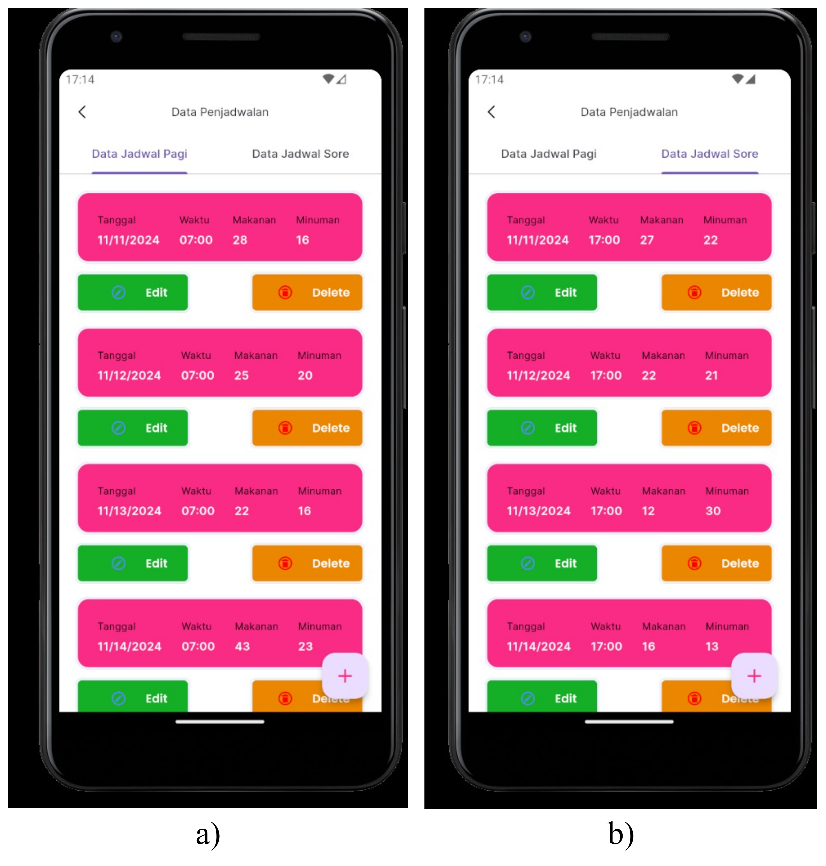 17:14
Data Penjadwalan
Data Jadwal Pagi Data Jadwal Sore
Tanggal Waktu Makanan Minuman
11/11/2024 07:00 28 16
Edit Delete
Tanggal Waktu Makanan Minuman
11/12/2024 07:00 25 20
Edit Delete
Tanggal Waktu Makanan Minuman
11/13/2024 07:00 22 16
Edit Delete
Tanggal Waktu Makanan Minuman
11/14/2024 07:00 43 23
+
Edit Delete
a)
17:14
Data Penjadwalan
Data Jadwal Pagi Data Jadwal Sore
Tanggal Waktu Makanan Minuman
11/11/2024 17:00 27 22
Edit Delete
Tanggal Waktu Makanan Minuman
11/12/2024 17:00 22 21
Edit Delete
Tanggal Waktu Makanan Minuman
11/13/2024 17:00 12 30
Edit Delete
Tanggal Waktu Makanan Minuman
11/14/2024 17:00 16 13
+
Edit Delete
b)